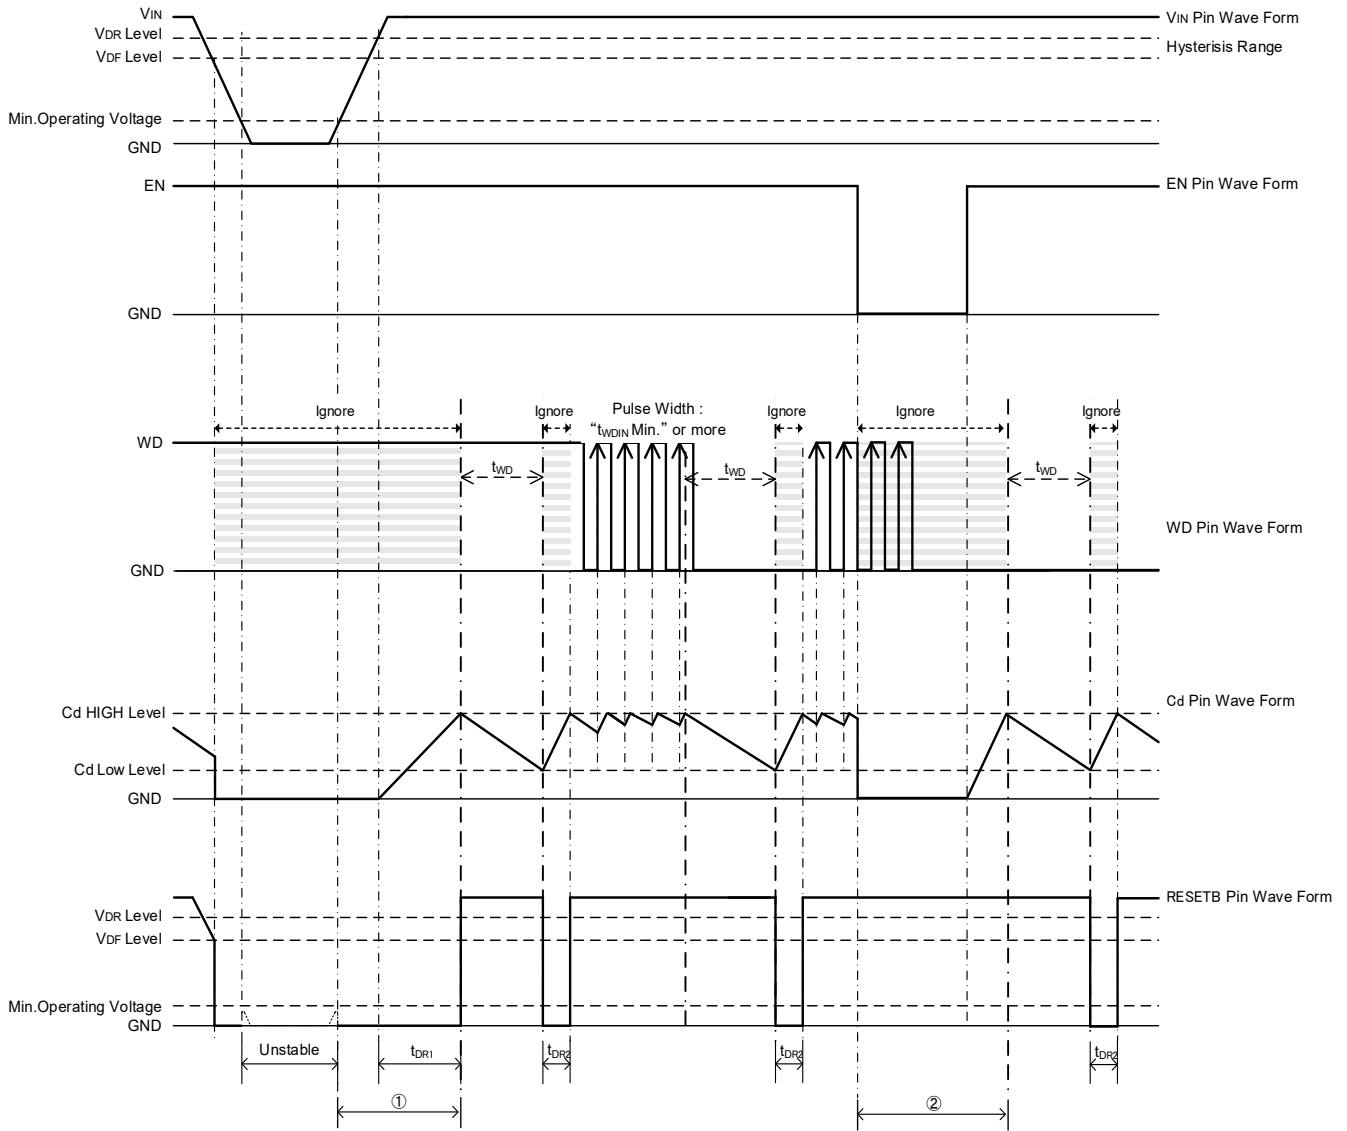 VIN
VIN Pin Wave Form
VDR Level
Hysterisis Range
VDF Level
Min.Operating Voltage
GND
EN
EN Pin Wave Form
GND
Ignore
Ignore
Pulse Width :
“tWDIN Min.” or more
Ignore
Ignore
Ignore
WD
tWD
tWD
tWD
WD Pin Wave Form
GND
Cd Pin Wave Form
Cd HIGH Level
Cd Low Level
GND
RESETB Pin Wave Form
VDR Level
VDF Level
Min.Operating Voltage
GND
Unstable
tDR1
tDR2
tDR2
tDR2
①
②